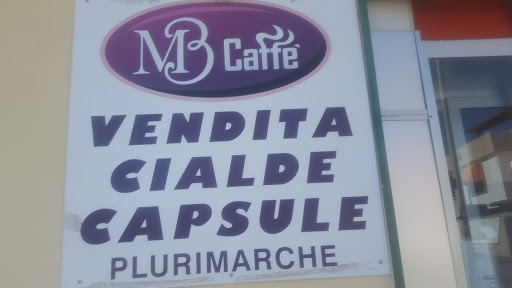 MB Caffè
VENDITA
CIALDE
CAPSULE
PLURIMARCHE